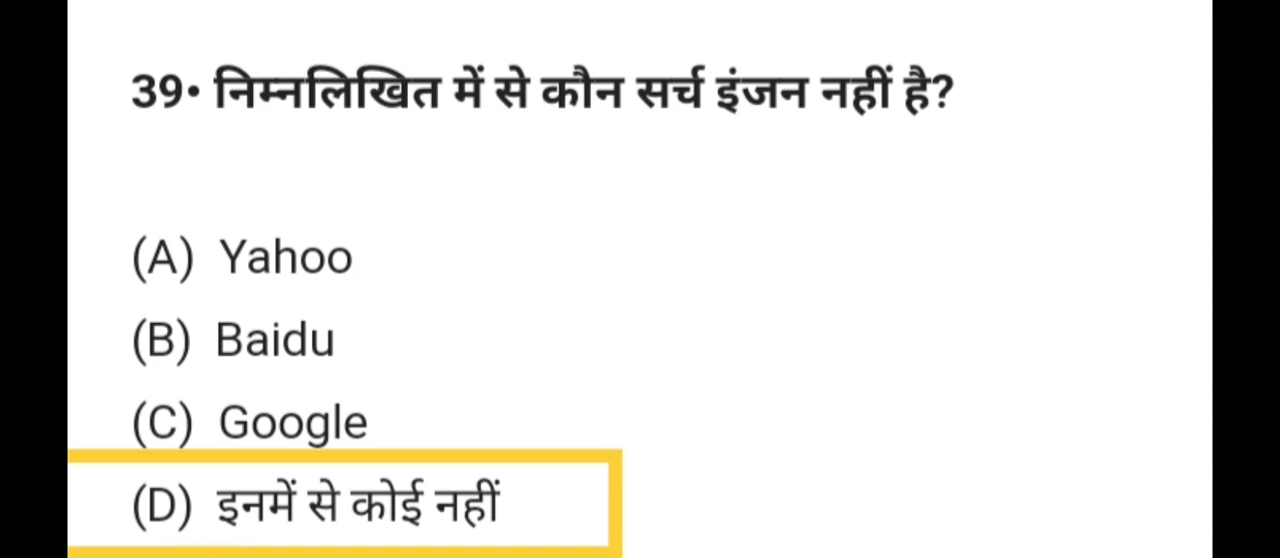 39• निम्नलिखित में से कौन सर्च इंजन नहीं है?
(A) Yahoo
(B) Baidu
(C) Google
(D) इनमें से कोई नहीं